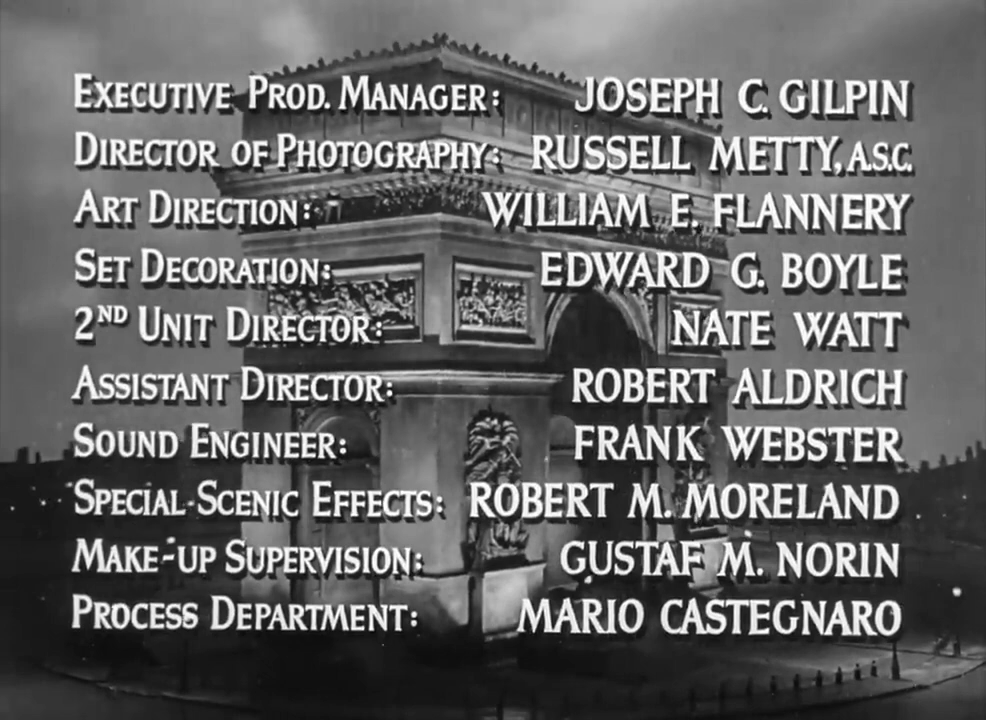 EXECUTIVE PROD. MANAGER: JOSEPH C. GILPIN
DIRECTOR OF PHOTOGRAPHY: RUSSELL METTY, A.S.C.
ART DIRECTION: WILLIAM E. FLANNERY
SET DECORATION: EDWARD G. BOYLE
2ND UNIT DIRECTOR: NATE WATT
ASSISTANT DIRECTOR: ROBERT ALDRICH
SOUND ENGINEER: FRANK WEBSTER
SPECIAL-SCENIC EFFECTS: ROBERT M. MORELAND
MAKE-UP SUPERVISION: GUSTAF M. NORIN
PROCESS DEPARTMENT: MARIO CASTEGNARO